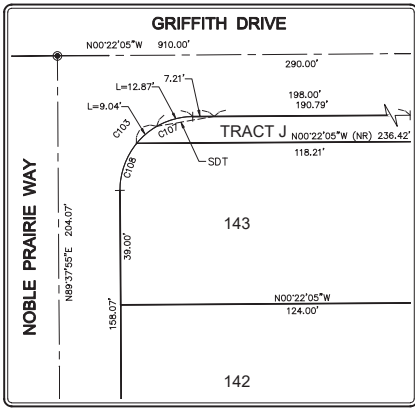 GRIFFITH DRIVE
N00°22'05"W 910.00'
290.00'
7.21'
L=12.87'
198.00'
L=9.04'
190.79'
C103
C107
TRACT J
N00°22'05"W (NR) 236.42'
SDT
118.21'
C108
143
NOBLE PRAIRIE WAY
N89°37'55"E 204.07'
39.00'
N00°22'05"W
124.00'
158.07'
142